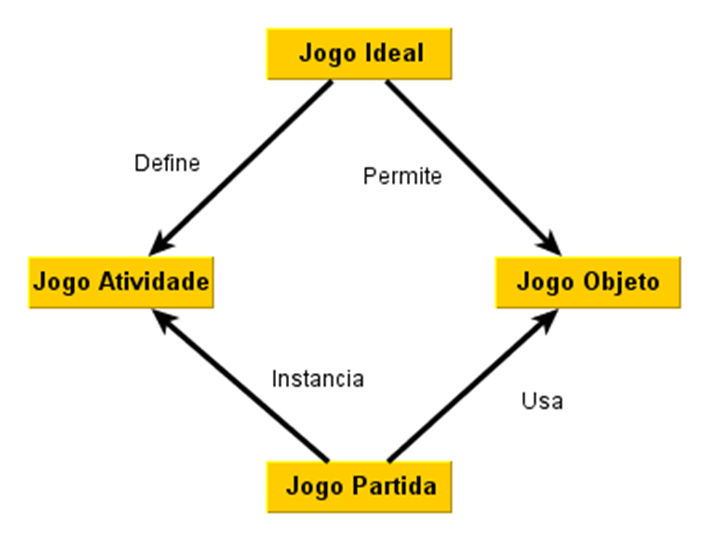 Jogo Ideal
Define
Permite
Jogo Atividade
Jogo Objeto
Instancia
Usa
Jogo Partida